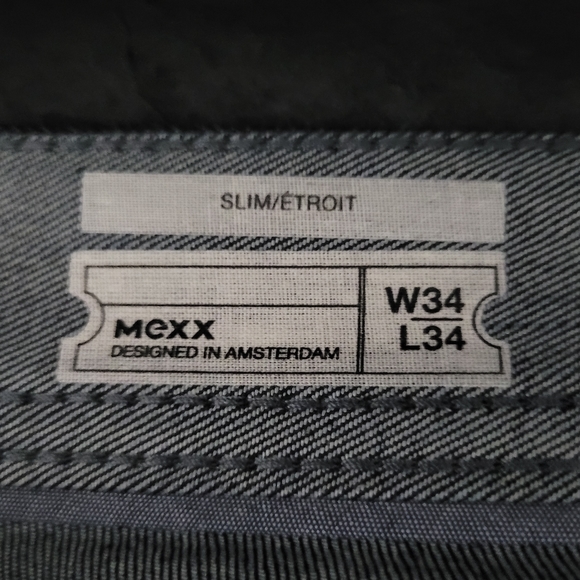 SLIM/ÉTROIT
MEXX
DESIGNED IN AMSTERDAM
W34
L34